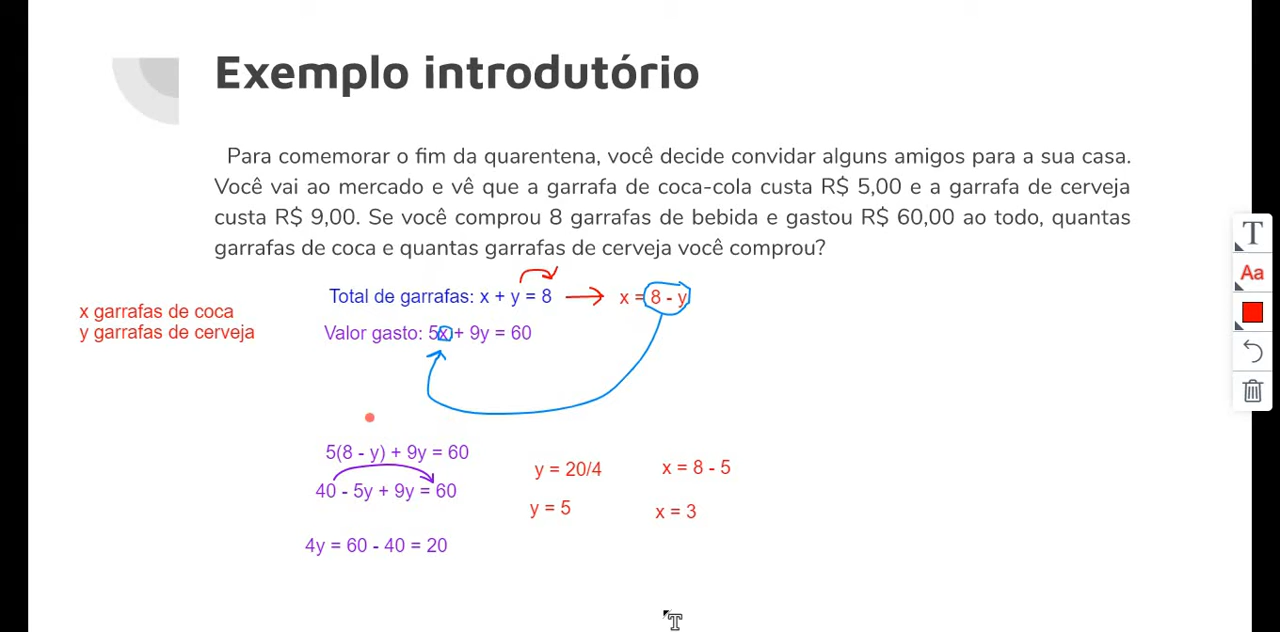 Exemplo introdutório
Para comemorar o fim da quarentena, você decide convidar alguns amigos para a sua casa.
Você vai ao mercado e vê que a garrafa de coca-cola custa R$ 5,00 e a garrafa de cerveja
custa R$ 9,00. Se você comprou 8 garrafas de bebida e gastou R$ 60,00 ao todo, quantas
garrafas de coca e quantas garrafas de cerveja você comprou?
x garrafas de coca
y garrafas de cerveja
Total de garrafas: x + y = 8
x = 8 - y
Valor gasto: 5x + 9y = 60
5(8 - y) + 9y = 60
40 - 5y + 9y = 60
4y = 60 - 40 = 20
y = 20/4
y = 5
x = 8 - 5
x = 3
T
Aa